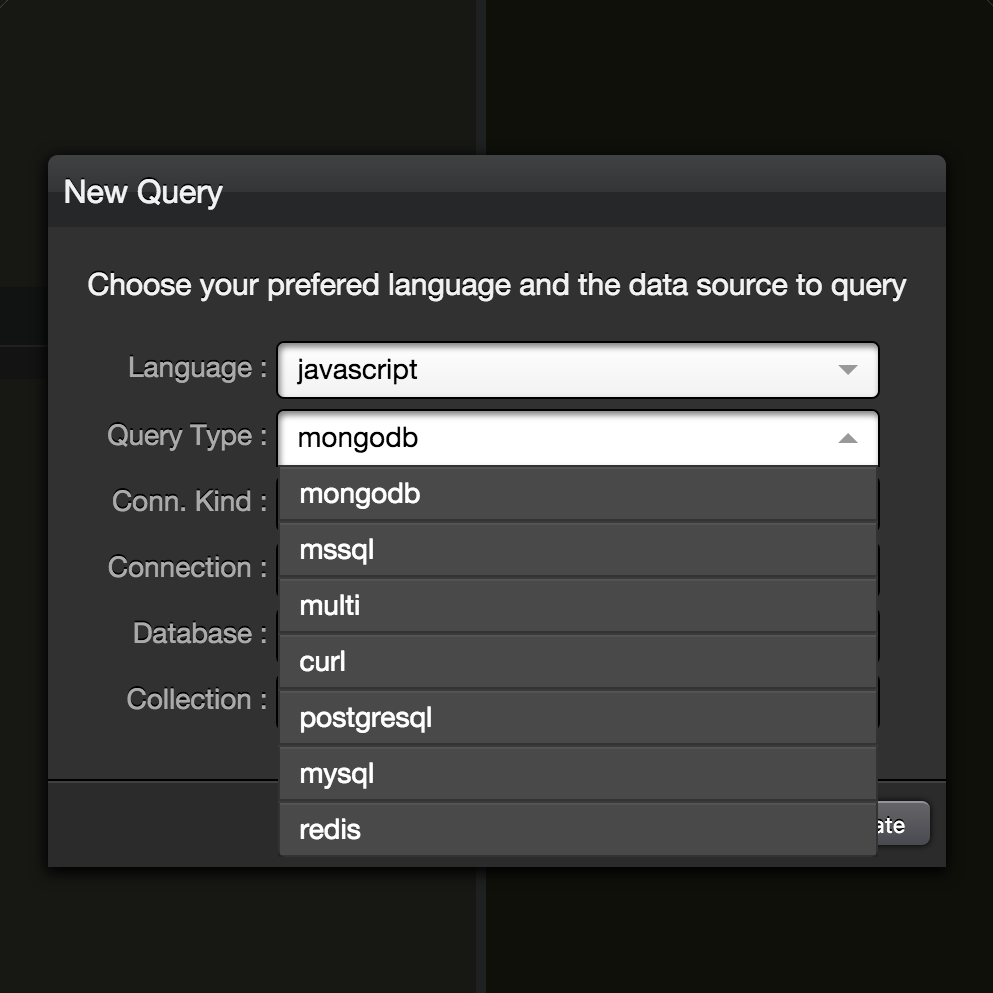 New Query
Choose your prefered language and the data source to query
Language : javascript
Query Type : mongodb
Conn. Kind : mongodb
mssql
Connection : multi
Database : curl
Collection : postgresql
mysql
redis